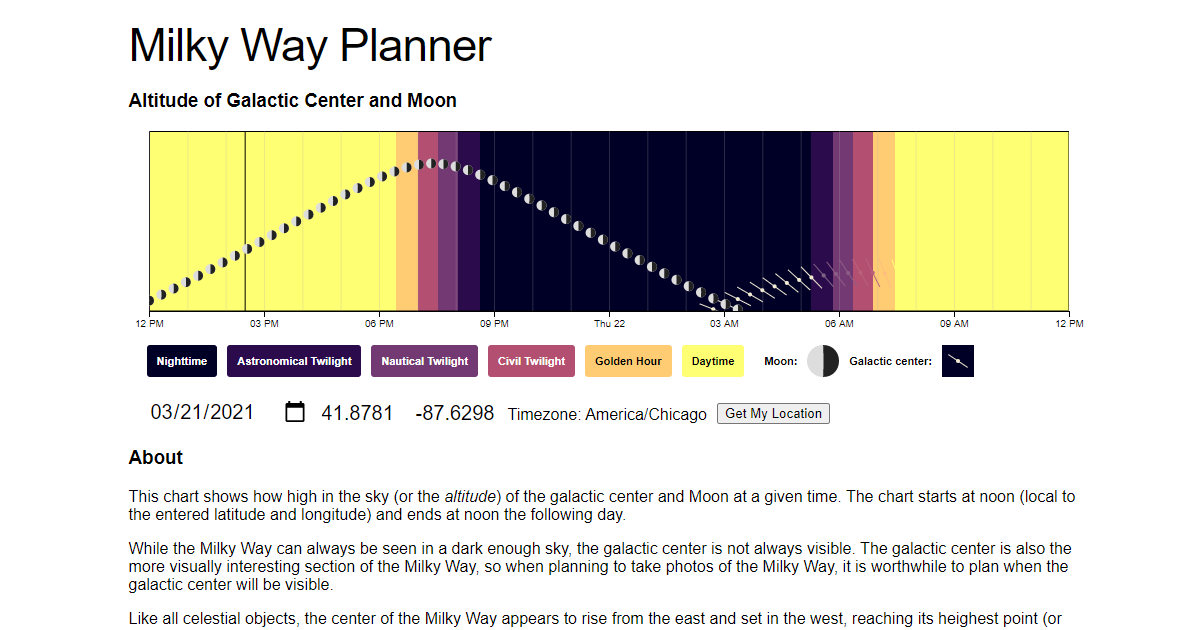 Milky Way Planner
Altitude of Galactic Center and Moon
12 PM 03 PM 06 PM 09 PM Thu 22 03 AM 06 AM 09 AM 12 PM
Nighttime Astronomical Twilight Nautical Twilight Civil Twilight Golden Hour Daytime Moon: Galactic center:
03/21/2021 41.8781 -87.6298 Timezone: America/Chicago Get My Location
About
This chart shows how high in the sky (or the altitude) of the galactic center and Moon at a given time. The chart starts at noon (local to
the entered latitude and longitude) and ends at noon the following day.
While the Milky Way can always be seen in a dark enough sky, the galactic center is not always visible. The galactic center is also the
more visually interesting section of the Milky Way, so when planning to take photos of the Milky Way, it is worthwhile to plan when the
galactic center will be visible.
Like all celestial objects, the center of the Milky Way appears to rise from the east and set in the west, reaching its heighest point (or